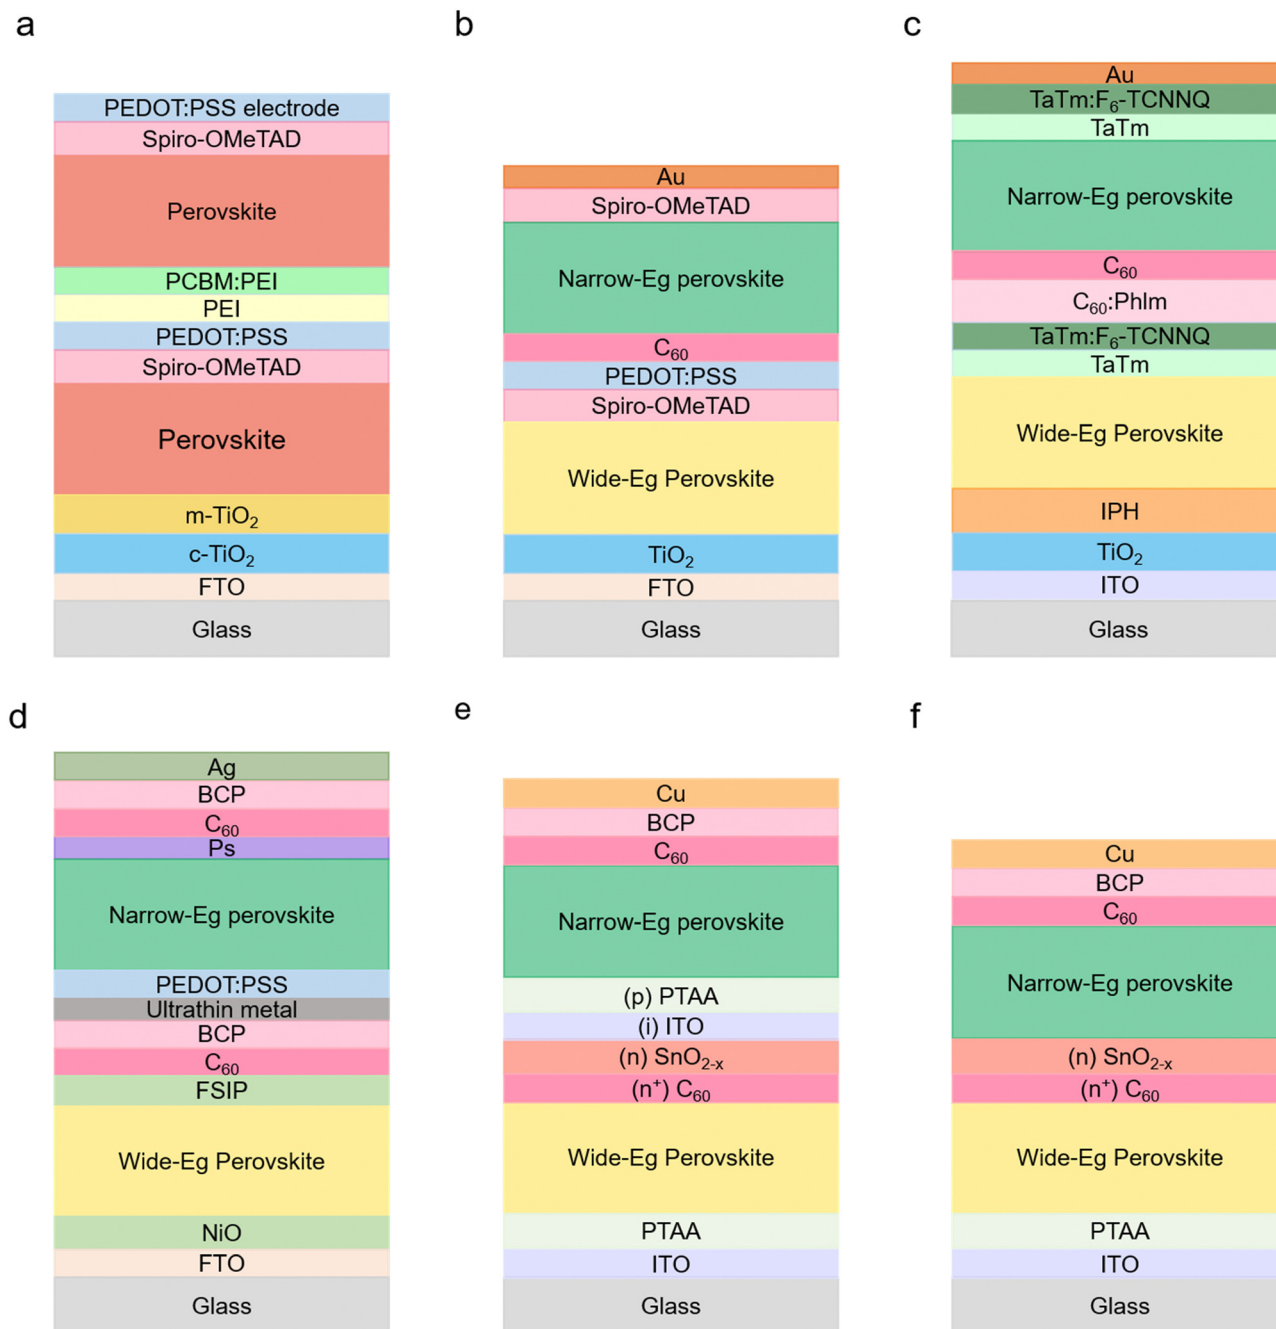 a
PEDOT:PSS electrode
Spiro-OMeTAD
Perovskite
PCBM:PEI
PEI
PEDOT:PSS
Spiro-OMeTAD
Perovskite
m-TiO₂
c-TiO₂
FTO
Glass
b
Au
Spiro-OMeTAD
Narrow-Eg perovskite
C₆₀
PEDOT:PSS
Spiro-OMeTAD
Wide-Eg Perovskite
TiO₂
FTO
Glass
c
Au
TaTm:F₆-TCNNQ
TaTm
Narrow-Eg perovskite
C₆₀
C₆₀:Phlm
TaTm:F₆-TCNNQ
TaTm
Wide-Eg Perovskite
IPH
TiO₂
ITO
Glass
d
Ag
BCP
C₆₀
Ps
Narrow-Eg perovskite
PEDOT:PSS
Ultrathin metal
BCP
C₆₀
FSIP
Wide-Eg Perovskite
NiO
FTO
Glass
e
Cu
BCP
C₆₀
Narrow-Eg perovskite
(p) PTAA
(i) ITO
(n) SnO₂₋ₓ
(n⁺) C₆₀
Wide-Eg Perovskite
PTAA
ITO
Glass
f
Cu
BCP
C₆₀
Narrow-Eg perovskite
(n) SnO₂₋ₓ
(n⁺) C₆₀
Wide-Eg Perovskite
PTAA
ITO
Glass